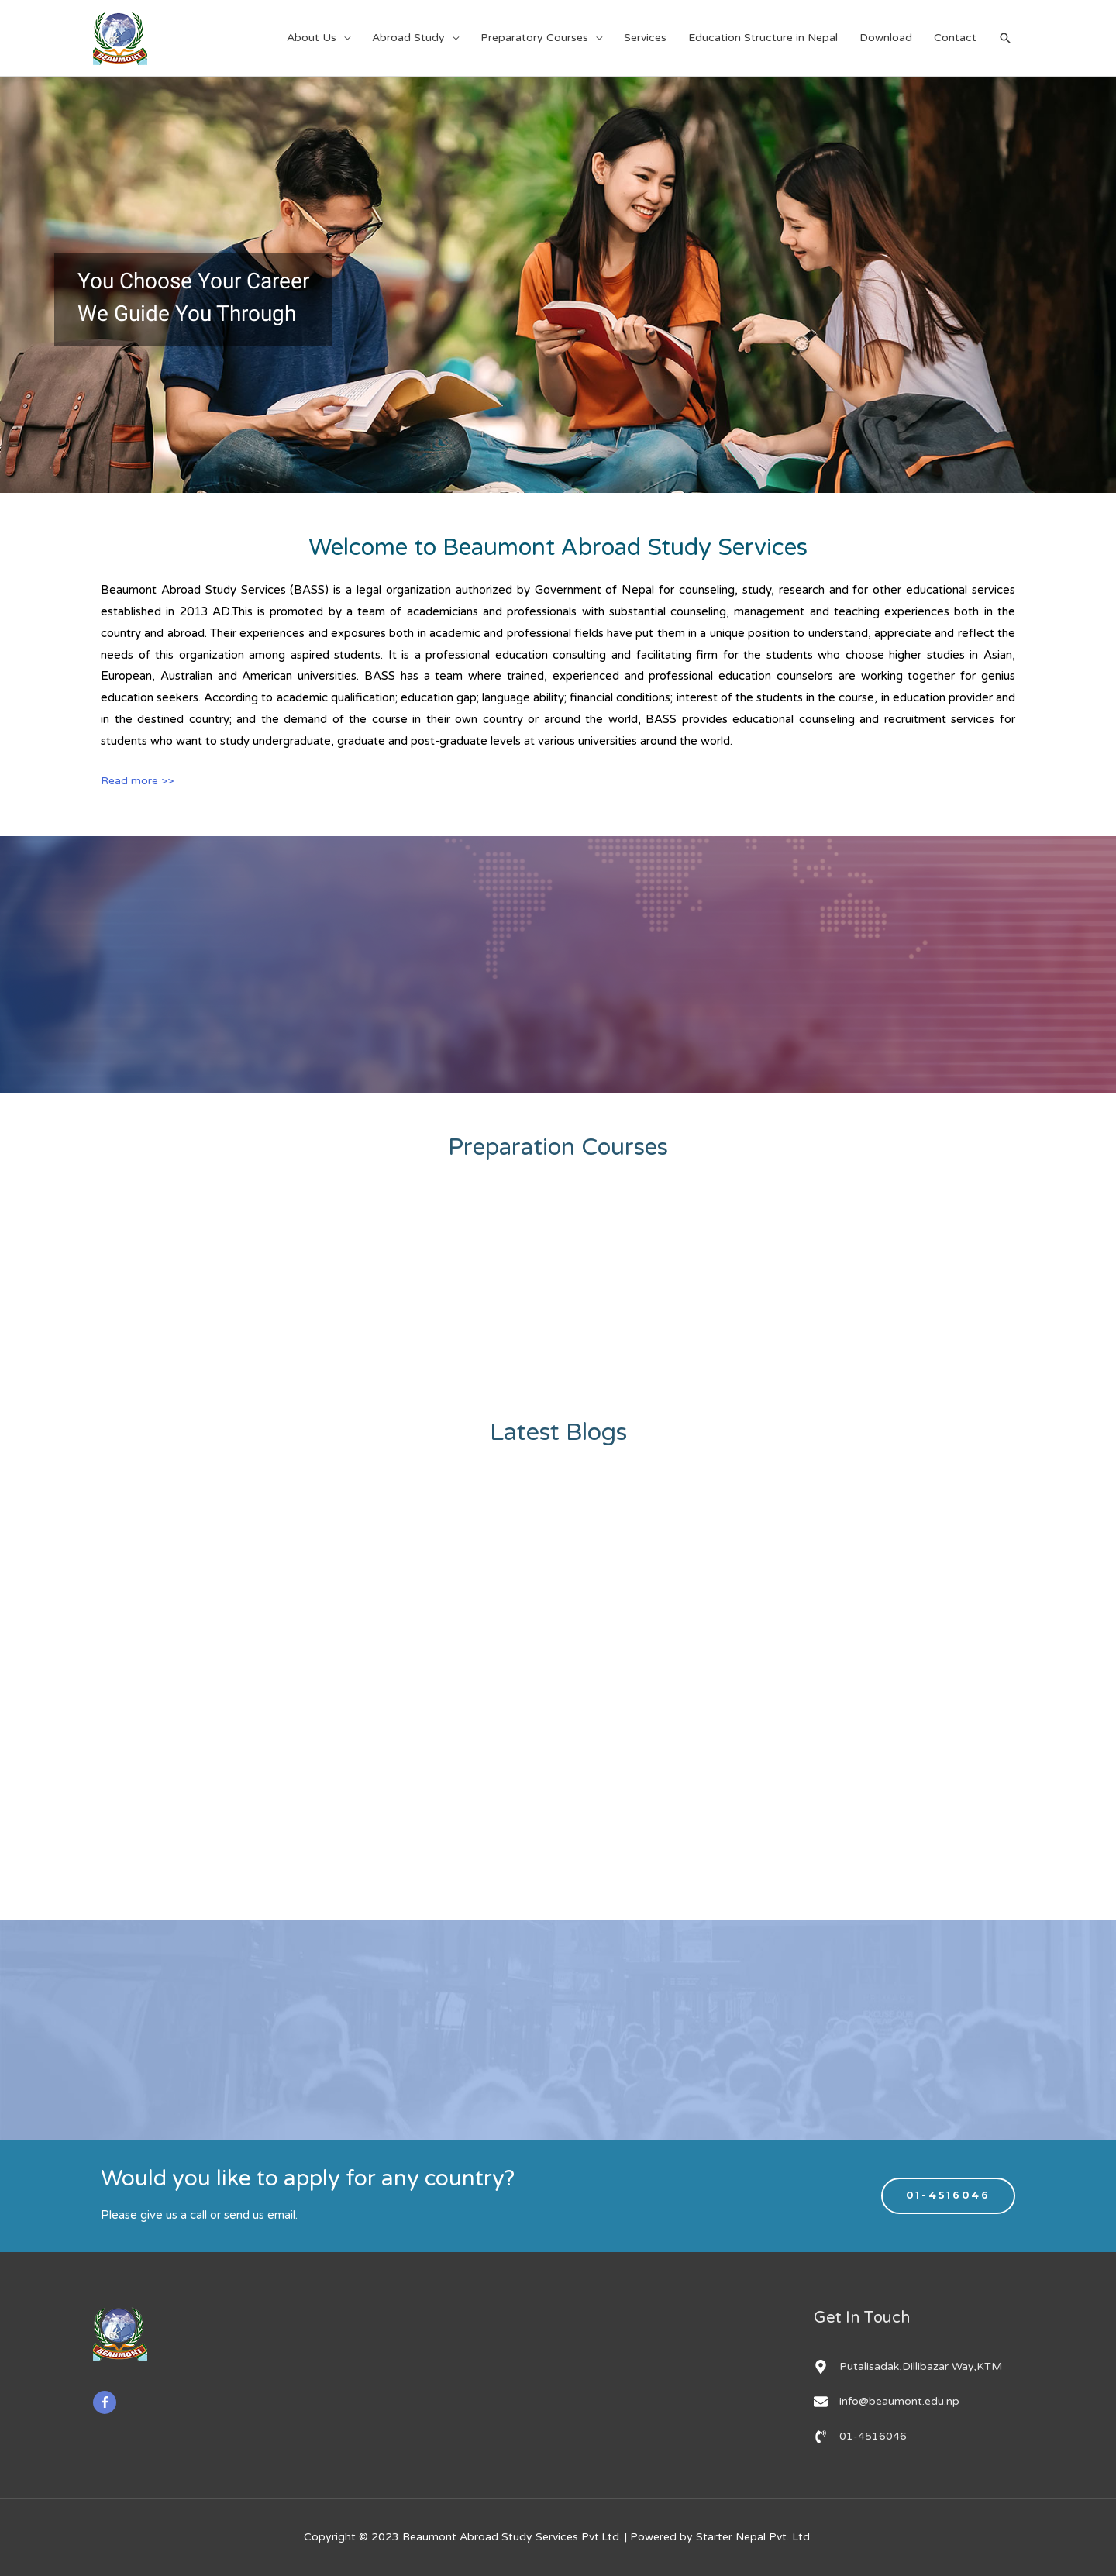 BEAUMONT
About Us
Abroad Study
Preparatory Courses
Services
Education Structure in Nepal
Download
Contact
You Choose Your Career
We Guide You Through
Welcome to Beaumont Abroad Study Services
Beaumont Abroad Study Services (BASS) is a legal organization authorized by Government of Nepal for counseling, study, research and for other educational services
established in 2013 AD.This is promoted by a team of academicians and professionals with substantial counseling, management and teaching experiences both in the
country and abroad. Their experiences and exposures both in academic and professional fields have put them in a unique position to understand, appreciate and reflect the
needs of this organization among aspired students. It is a professional education consulting and facilitating firm for the students who choose higher studies in Asian,
European, Australian and American universities. BASS has a team where trained, experienced and professional education counselors are working together for genius
education seekers. According to academic qualification; education gap; language ability; financial conditions; interest of the students in the course, in education provider and
in the destined country; and the demand of the course in their own country or around the world, BASS provides educational counseling and recruitment services for
students who want to study undergraduate, graduate and post-graduate levels at various universities around the world.
Read more >>
Preparation Courses
Latest Blogs
Would you like to apply for any country?
Please give us a call or send us email.
01-4516046
BEAUMONT
Get In Touch
Putalisadak,Dillibazar Way,KTM
info@beaumont.edu.np
01-4516046
Copyright © 2023 Beaumont Abroad Study Services Pvt.Ltd. | Powered by Starter Nepal Pvt. Ltd.